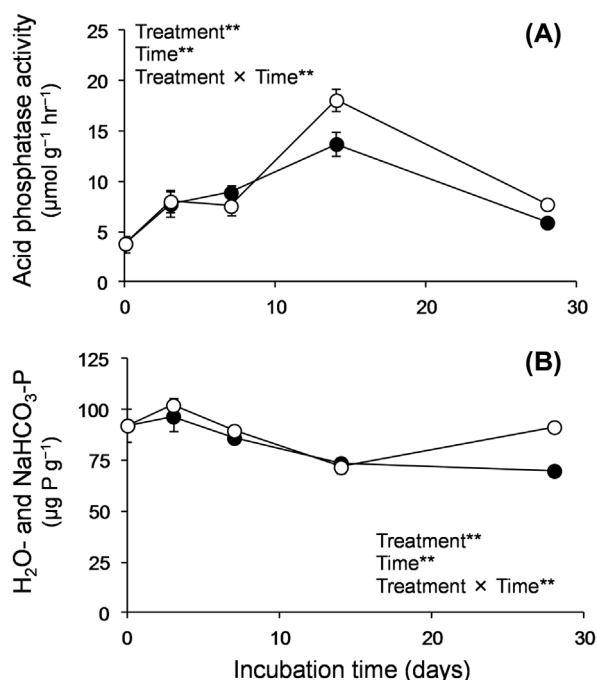 (A)
Treatment**
Time**
Treatment × Time**
Acid phosphatase activity
(μmol g⁻¹ hr⁻¹)
25
20
15
10
5
0
0 10 20 30
(B)
H₂O- and NaHCO₃-P
(μg P g⁻¹)
125
100
75
50
25
0
Treatment**
Time**
Treatment × Time**
0 10 20 30
Incubation time (days)